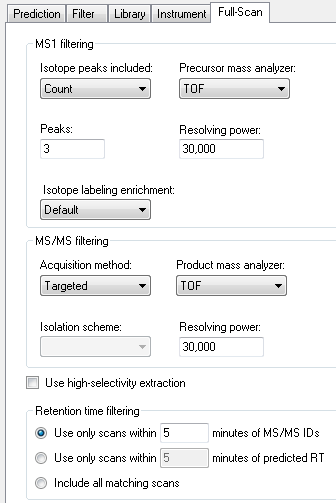 Prediction Filter Library Instrument Full-Scan
MS1 filtering
Isotope peaks included: Precursor mass analyzer:
Count TOF
Peaks: Resolving power:
3 30,000
Isotope labeling enrichment:
Default
MS/MS filtering
Acquisition method: Product mass analyzer:
Targeted TOF
Isolation scheme: Resolving power:
30,000
Use high-selectivity extraction
Retention time filtering
Use only scans within 5 minutes of MS/MS IDs
Use only scans within 5 minutes of predicted RT
Include all matching scans